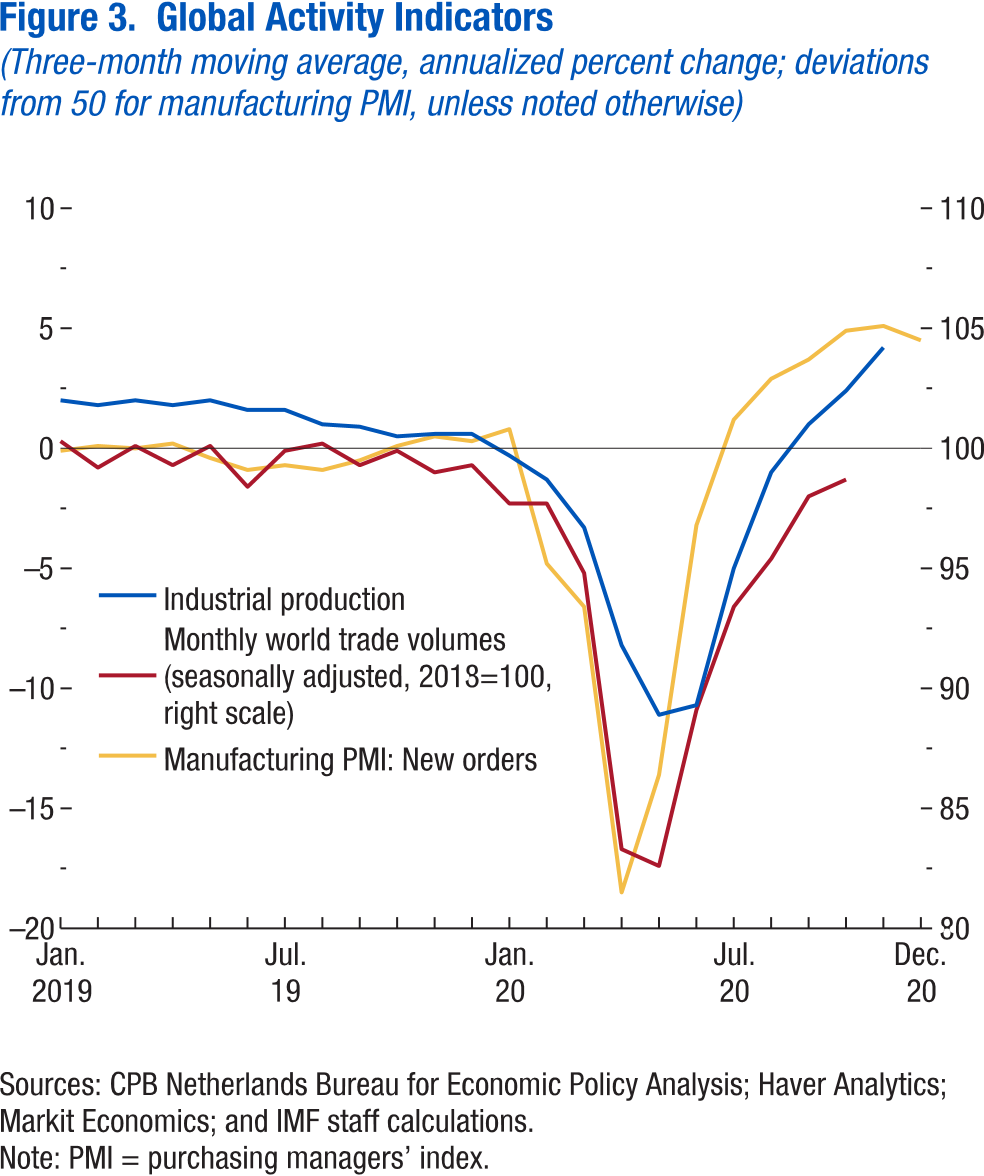 Figure 3.  Global Activity Indicators
(Three-month moving average, annualized percent change; deviations
from 50 for manufacturing PMI, unless noted otherwise)
10 110
5 105
0 100
–5 95
Industrial production
Monthly world trade volumes
(seasonally adjusted, 2018=100,
right scale)
–10 90
Manufacturing PMI: New orders
–15 85
–20 80
Jan. Jul. Jan. Jul. Dec.
2019 19 20 20 20
Sources: CPB Netherlands Bureau for Economic Policy Analysis; Haver Analytics;
Markit Economics; and IMF staff calculations.
Note: PMI = purchasing managers’ index.